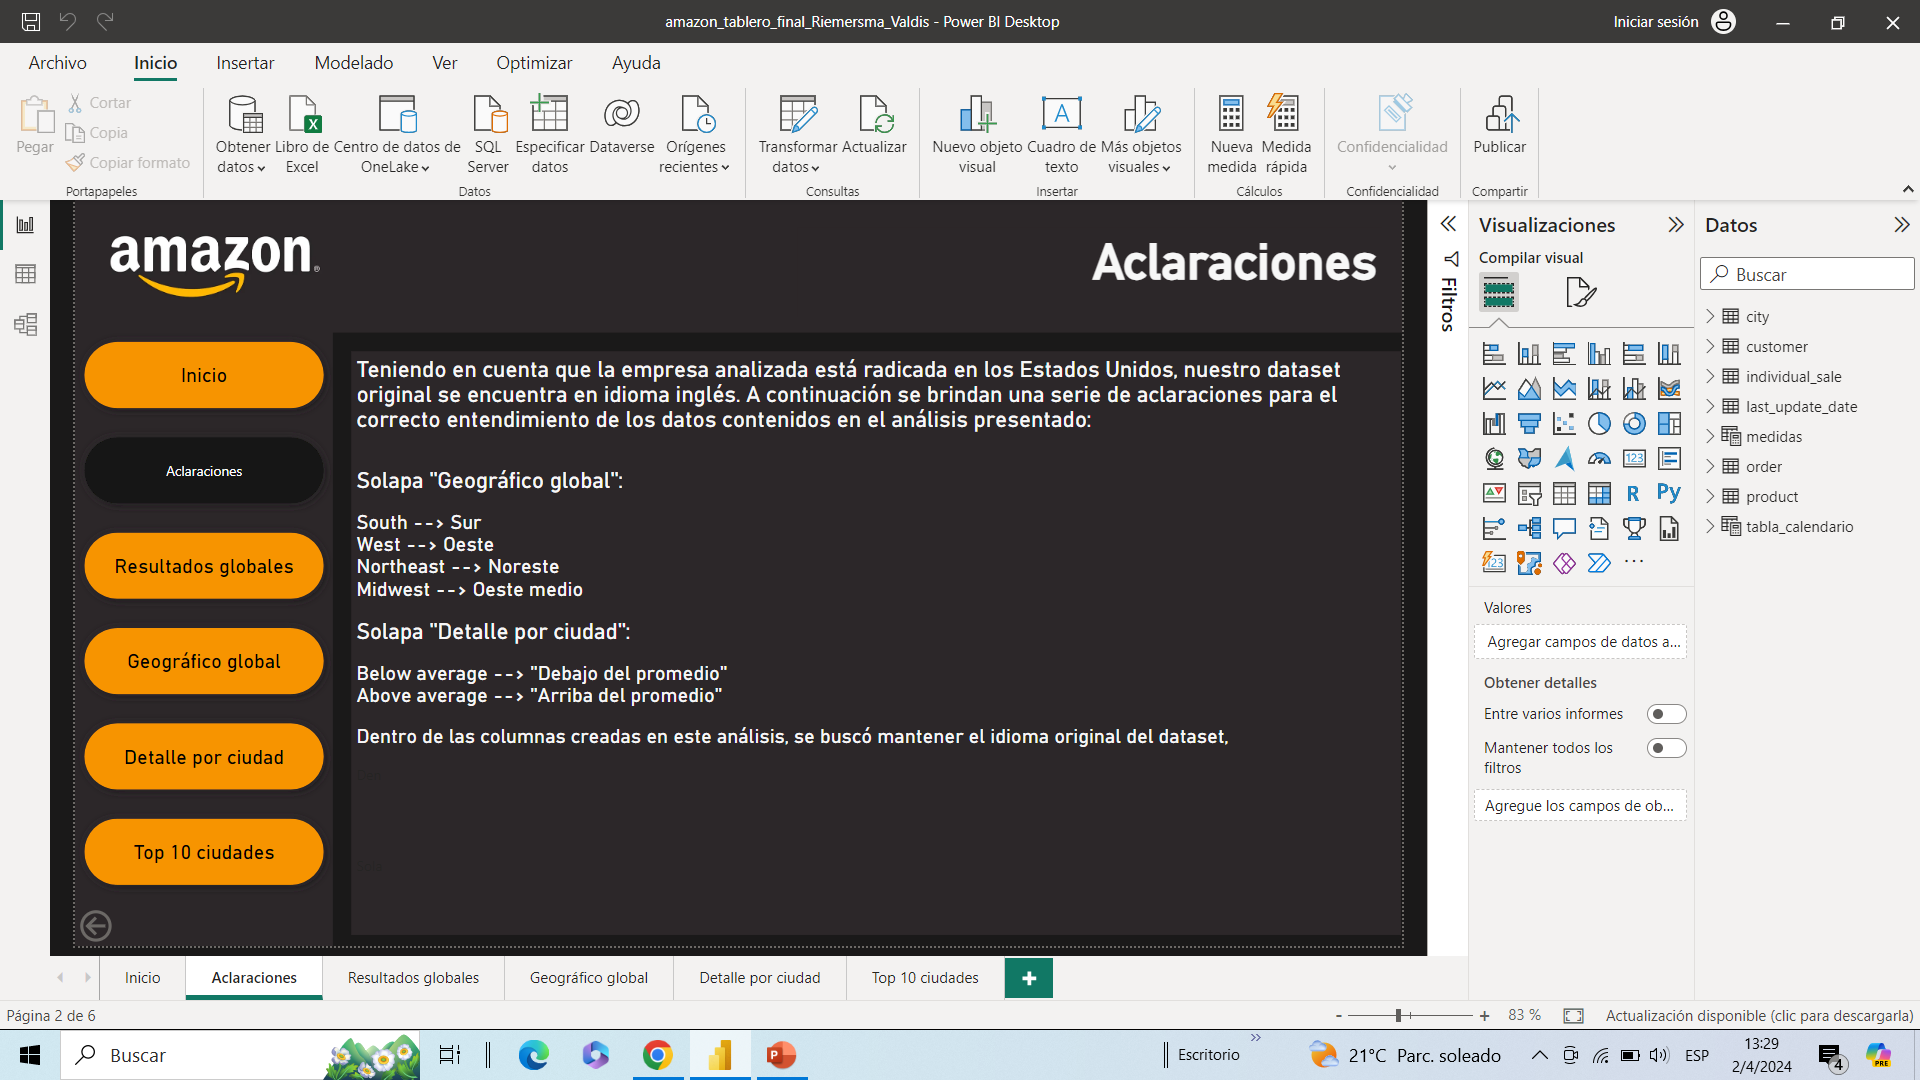 amazon_tablero_final_Riemersma_Valdis - Power BI Desktop
Iniciar sesión
Archivo
Inicio
Insertar
Modelado
Ver
Optimizar
Ayuda
Pegar
Cortar
Copia
Copiar formato
Portapapeles
Obtener
datos
Libro de
Excel
Centro de datos de
OneLake
SQL
Server
Especificar
datos
Dataverse
Orígenes
recientes
Datos
Transformar
datos
Actualizar
Consultas
Nuevo objeto
visual
Cuadro de
texto
Más objetos
visuales
Insertar
Nueva
medida
Medida
rápida
Cálculos
Confidencialidad
Confidencialidad
Publicar
Compartir
amazon
Aclaraciones
Inicio
Aclaraciones
Resultados globales
Geográfico global
Detalle por ciudad
Top 10 ciudades
Teniendo en cuenta que la empresa analizada está radicada en los Estados Unidos, nuestro dataset
original se encuentra en idioma inglés. A continuación se brindan una serie de aclaraciones para el
correcto entendimiento de los datos contenidos en el análisis presentado:
Solapa "Geográfico global":
South --> Sur
West --> Oeste
Northeast --> Noreste
Midwest --> Oeste medio
Solapa "Detalle por ciudad":
Below average --> "Debajo del promedio"
Above average --> "Arriba del promedio"
Dentro de las columnas creadas en este análisis, se buscó mantener el idioma original del dataset,
Filtros
Visualizaciones
Compilar visual
123
R
Py
123
Valores
Agregar campos de datos a...
Obtener detalles
Entre varios informes
Mantener todos los
filtros
Agregue los campos de ob...
Datos
Buscar
city
customer
individual_sale
last_update_date
medidas
order
product
tabla_calendario
Inicio
Aclaraciones
Resultados globales
Geográfico global
Detalle por ciudad
Top 10 ciudades
+
Página 2 de 6
- + 83 %
Actualización disponible (clic para descargarla)
Buscar
Escritorio
21°C Parc. soleado
ESP
13:29
2/4/2024
4
PRE